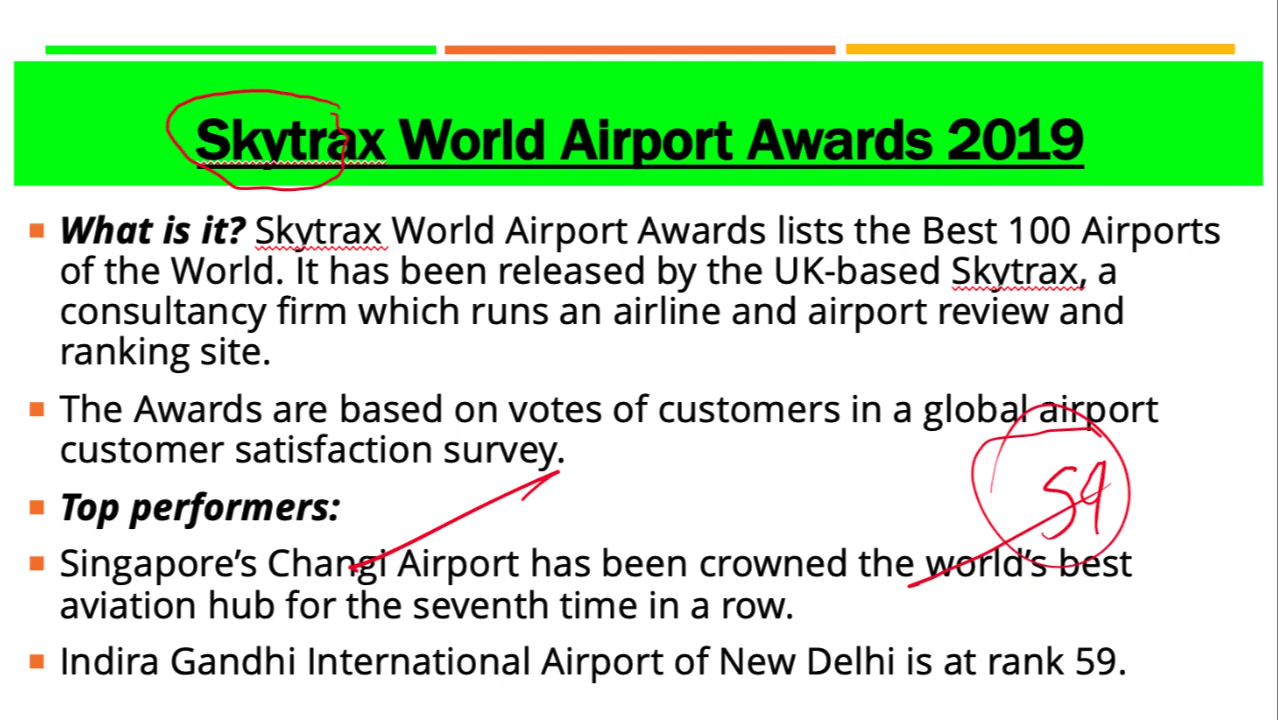 Skytrax World Airport Awards 2019
What is it? Skytrax World Airport Awards lists the Best 100 Airports
of the World. It has been released by the UK-based Skytrax, a
consultancy firm which runs an airline and airport review and
ranking site.
The Awards are based on votes of customers in a global airport
customer satisfaction survey.
59
Top performers:
Singapore’s Changi Airport has been crowned the world’s best
aviation hub for the seventh time in a row.
Indira Gandhi International Airport of New Delhi is at rank 59.